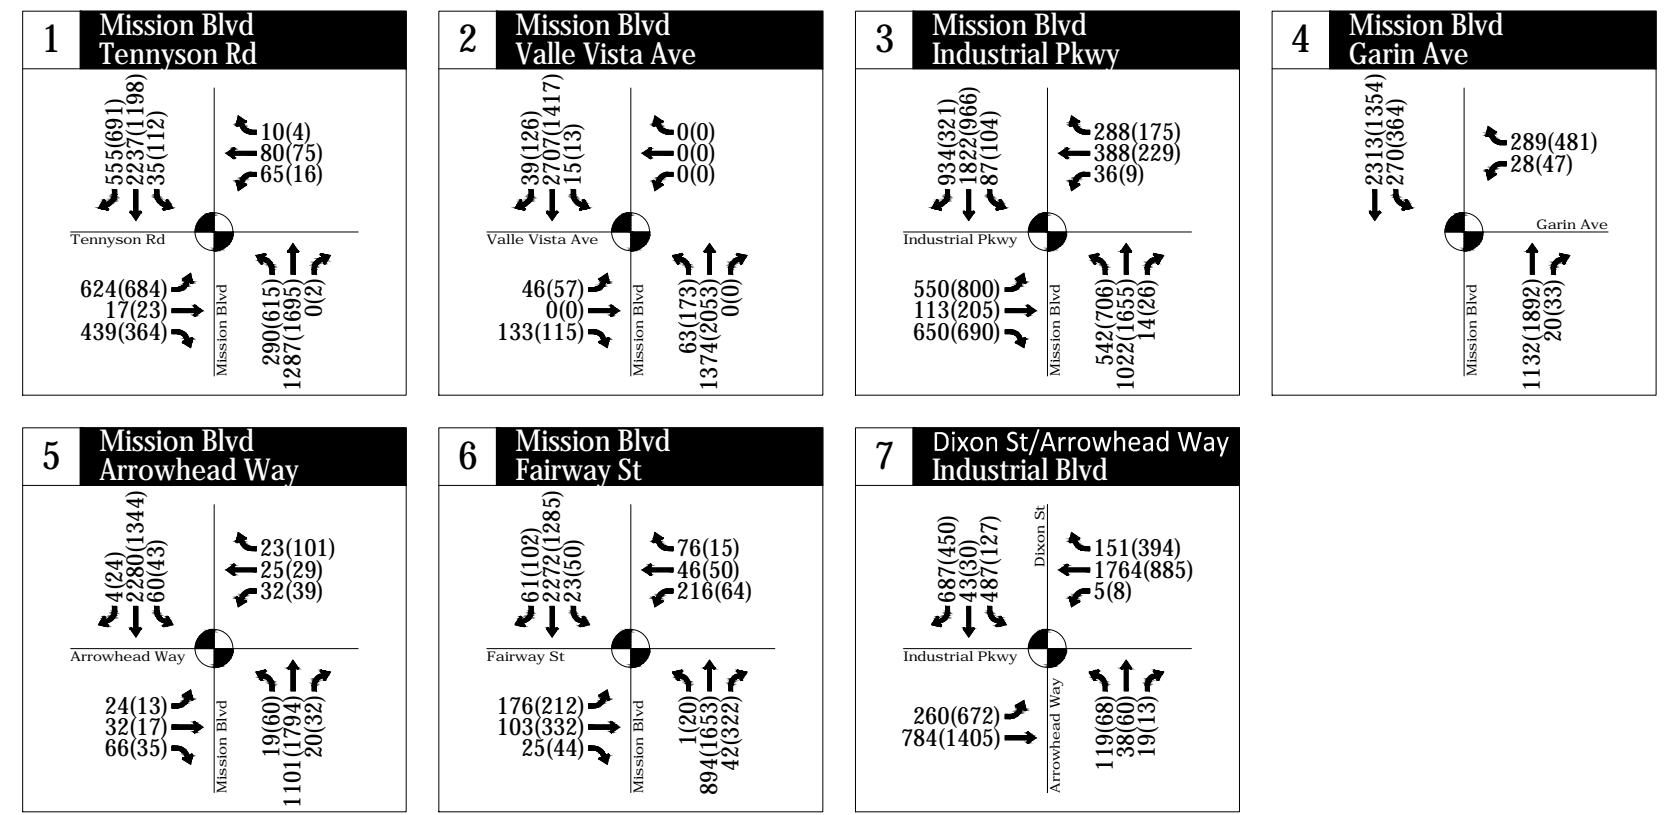 1
Mission Blvd
Tennyson Rd
555(691)
2237(1198)
35(112)
10(4)
80(75)
65(16)
Tennyson Rd
624(684)
17(23)
439(364)
Mission Blvd
290(615)
1287(1695)
0(2)
2
Mission Blvd
Valle Vista Ave
39(126)
2707(1417)
15(13)
0(0)
0(0)
0(0)
Valle Vista Ave
46(57)
0(0)
133(115)
Mission Blvd
63(173)
1374(2053)
0(0)
3
Mission Blvd
Industrial Pkwy
934(321)
1822(966)
87(104)
288(175)
388(229)
36(9)
Industrial Pkwy
550(800)
113(205)
650(690)
Mission Blvd
542(706)
1022(1655)
14(26)
4
Mission Blvd
Garin Ave
2313(1354)
270(364)
289(481)
28(47)
Garin Ave
Mission Blvd
1132(1892)
20(33)
5
Mission Blvd
Arrowhead Way
4(24)
2280(1344)
60(43)
23(101)
25(29)
32(39)
Arrowhead Way
24(13)
32(17)
66(35)
Mission Blvd
19(60)
1101(1794)
20(32)
6
Mission Blvd
Fairway St
61(102)
2272(1285)
23(50)
76(15)
46(50)
216(64)
Fairway St
176(212)
103(332)
25(44)
Mission Blvd
1(20)
894(1653)
42(322)
7
Dixon St/Arrowhead Way
Industrial Blvd
687(450)
43(30)
487(127)
Dixon St
151(394)
1764(885)
5(8)
Industrial Pkwy
260(672)
784(1405)
Arrowhead Way
119(68)
38(60)
19(13)